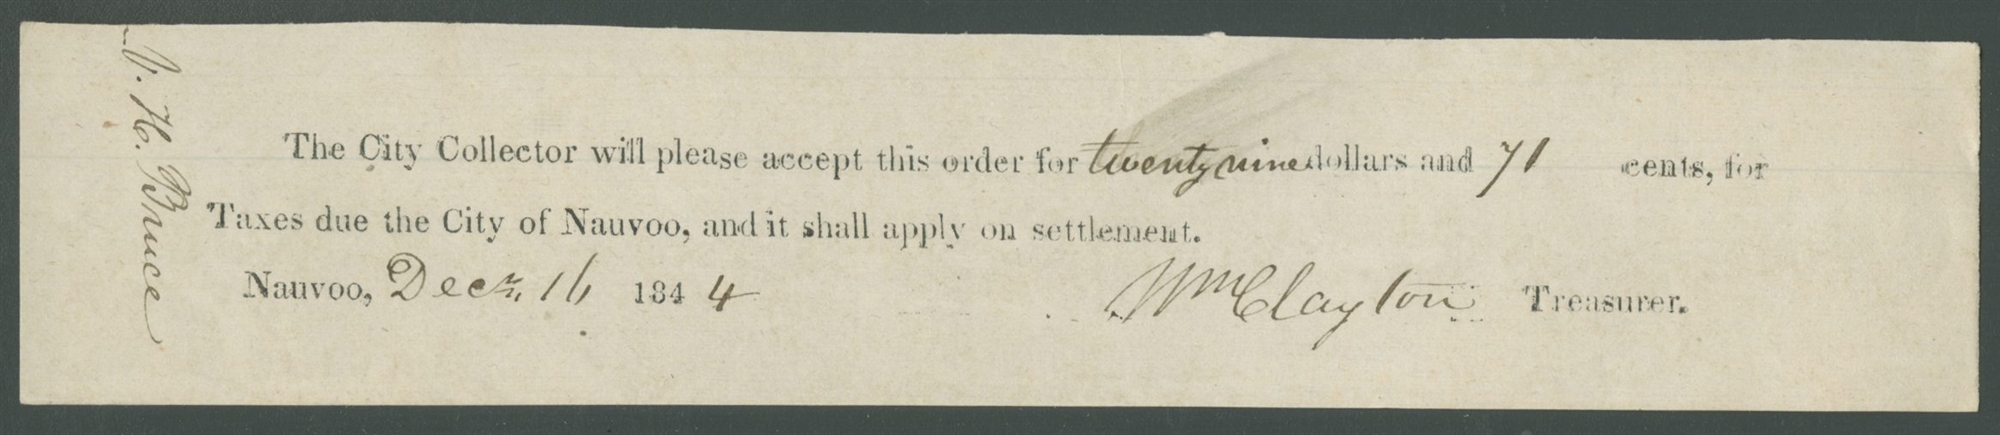 The City Collector will please accept this order for twenty nine dollars and 71 cents, for
Taxes due the City of Nauvoo, and it shall apply on settlement.
Nauvoo, Decr. 16 1844 Wm Clayton Treasurer.
H. Bruce